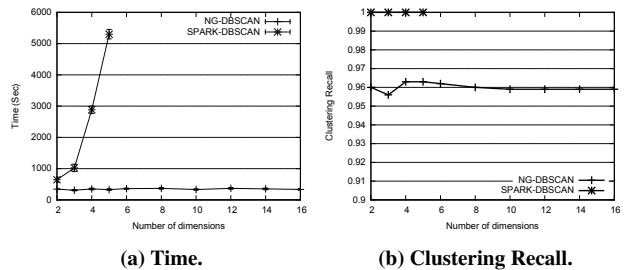 6000
5000
4000
3000
2000
1000
0
2 4 6 8 10 12 14 16
Time (Sec)
Number of dimensions
NG-DBSCAN
SPARK-DBSCAN
(a) Time.
1
0.99
0.98
0.97
0.96
0.95
0.94
0.93
0.92
0.91
0.9
2 4 6 8 10 12 14 16
Clustering Recall
Number of dimensions
NG-DBSCAN
SPARK-DBSCAN
(b) Clustering Recall.